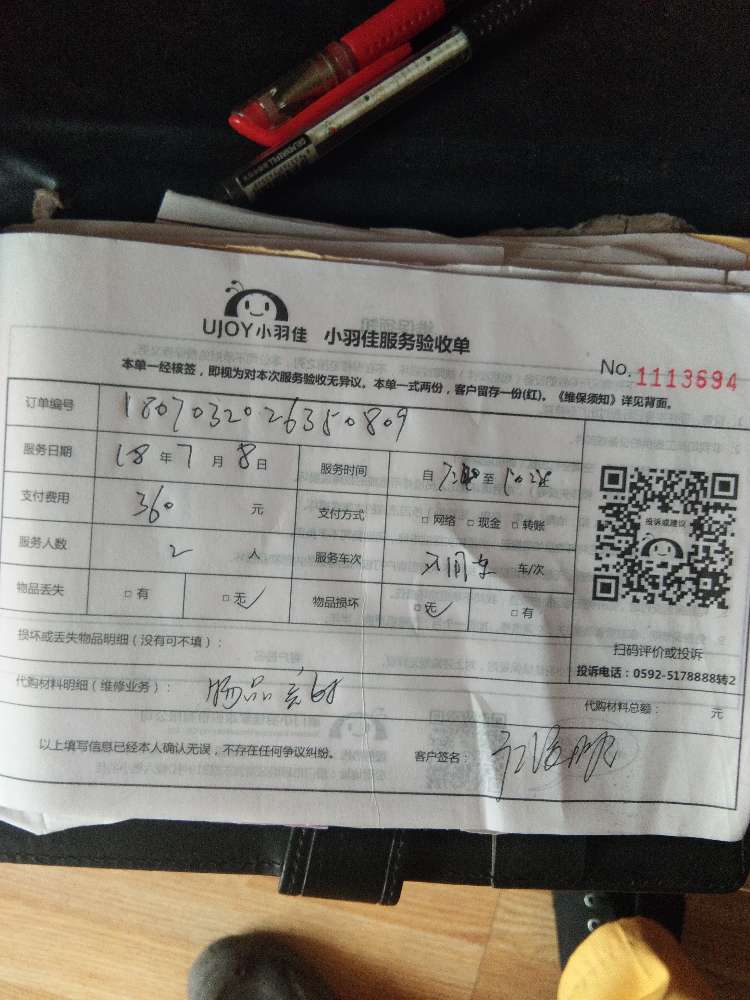 UJOY小羽佳 小羽佳服务验收单
No. 1113694
本单一经核签，即视为对本次服务验收无异议。本单一式两份，客户留存一份(红)。《维保须知》详见背面。
订单编号 1807032026350809
服务日期 18 年 7 月 8 日 服务时间 自 至
支付费用 360 元 支付方式 □ 网络 □ 现金 □ 转账
服务人数 2 人 服务车次 车/次
物品丢失 □ 有 □ 无 ✓ 物品损坏 □ 无 ✓ □ 有
投诉或建议
扫码评价或投诉
投诉电话：0592-5178888转2
损坏或丢失物品明细（没有可不填）：
代购材料明细（维修业务）： 物品完好 代购材料总额： 元
以上填写信息已经本人确认无误，不存在任何争议纠纷。 客户签名：